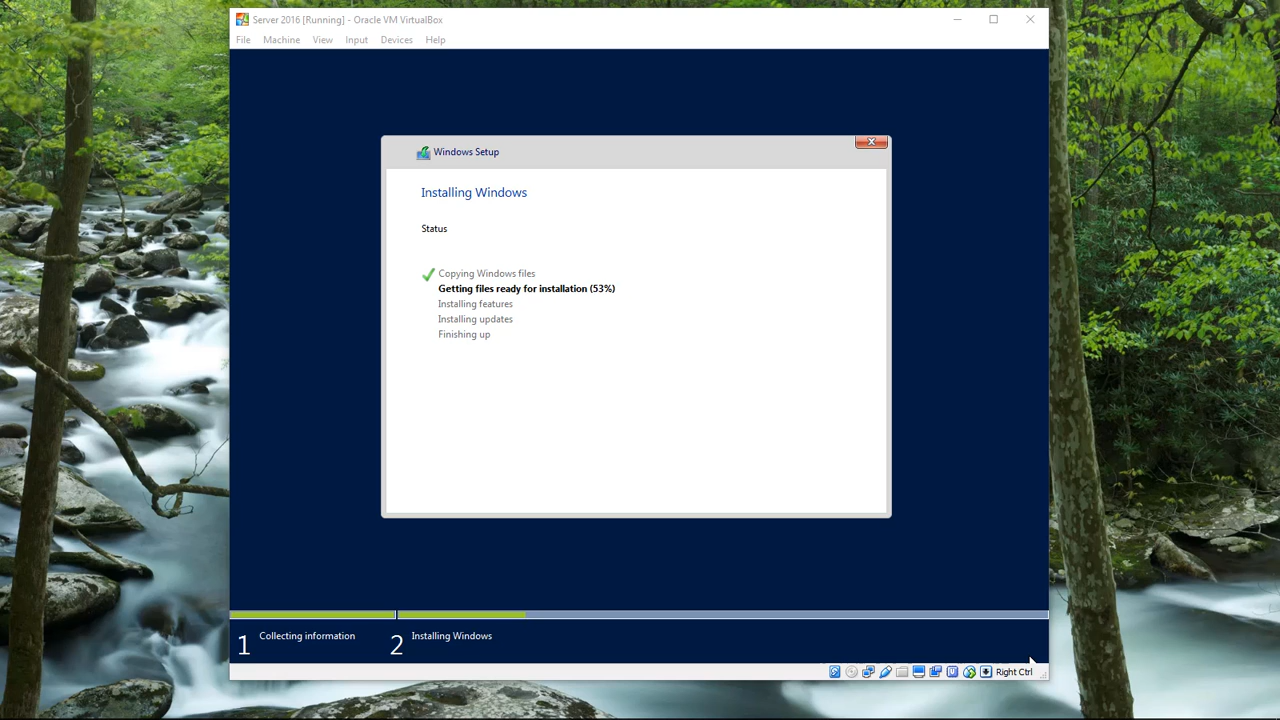 Server 2016 [Running] - Oracle VM VirtualBox
File Machine View Input Devices Help
Windows Setup
Installing Windows
Status
Copying Windows files
Getting files ready for installation (53%)
Installing features
Installing updates
Finishing up
1 Collecting information 2 Installing Windows
Right Ctrl